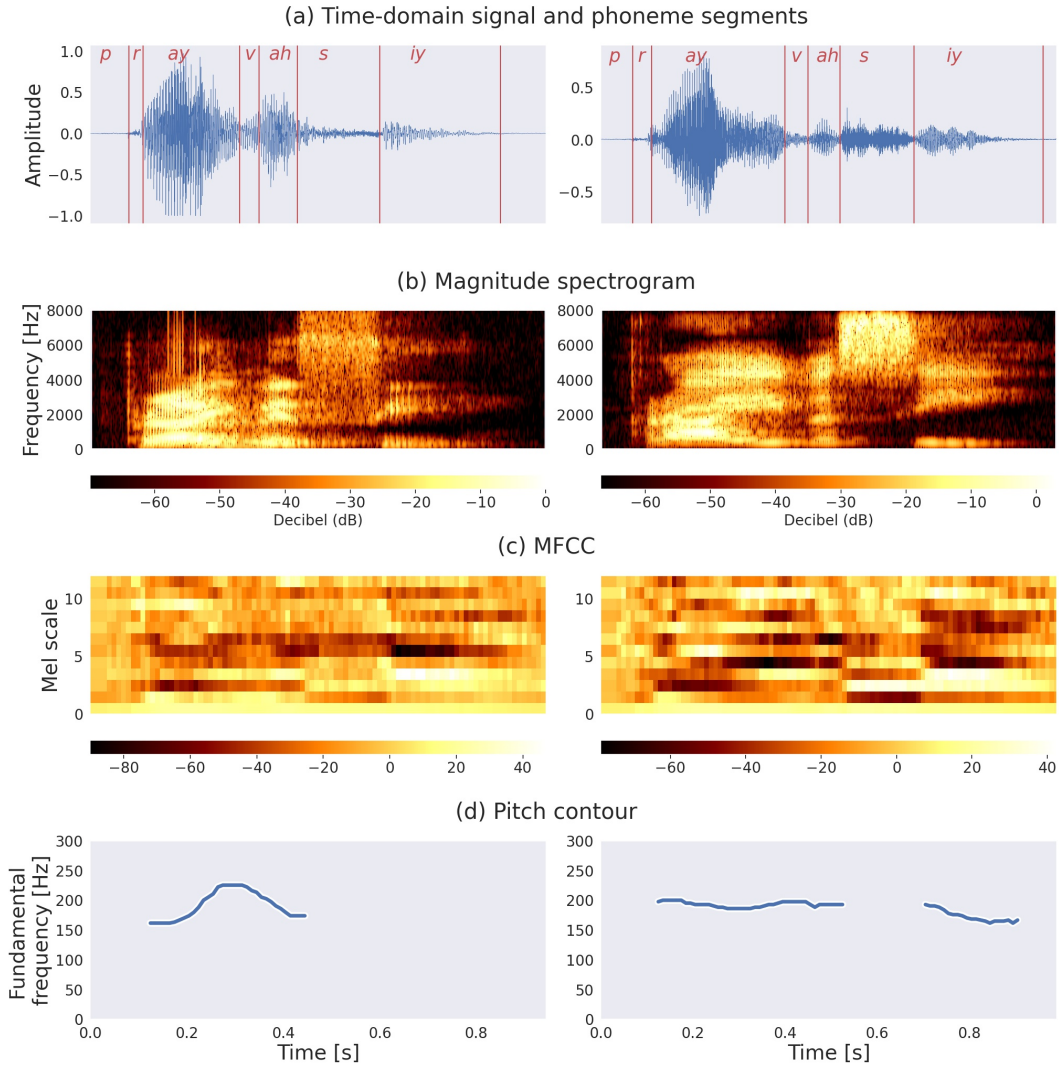 (a) Time-domain signal and phoneme segments
p r ay v ah s iy
p r ay v ah s iy
1.0
0.5
0.0
−0.5
−1.0
Amplitude
0.5
0.0
−0.5
(b) Magnitude spectrogram
8000
6000
4000
2000
0
Frequency [Hz]
8000
6000
4000
2000
0
−60 −50 −40 −30 −20 −10 0
Decibel (dB)
−60 −50 −40 −30 −20 −10 0
Decibel (dB)
(c) MFCC
10
5
0
Mel scale
10
5
0
−80 −60 −40 −20 0 20 40
−60 −40 −20 0 20 40
(d) Pitch contour
300
250
200
150
100
50
0
Fundamental
frequency [Hz]
300
250
200
150
100
50
0
0.0 0.2 0.4 0.6 0.8
Time [s]
0.0 0.2 0.4 0.6 0.8
Time [s]